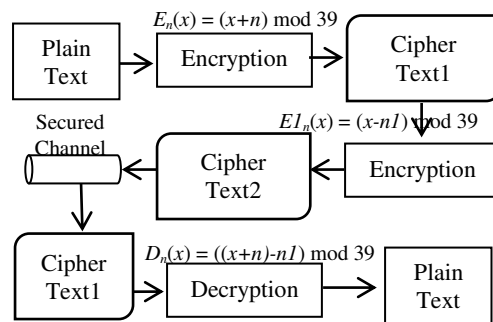 E_n(x) = (x+n) mod 39
Plain
Text
Encryption
Cipher
Text1
E1_n(x) = (x-n1) mod 39
Secured
Channel
Cipher
Text2
Encryption
D_n(x) = ((x+n)-n1) mod 39
Cipher
Text1
Decryption
Plain
Text